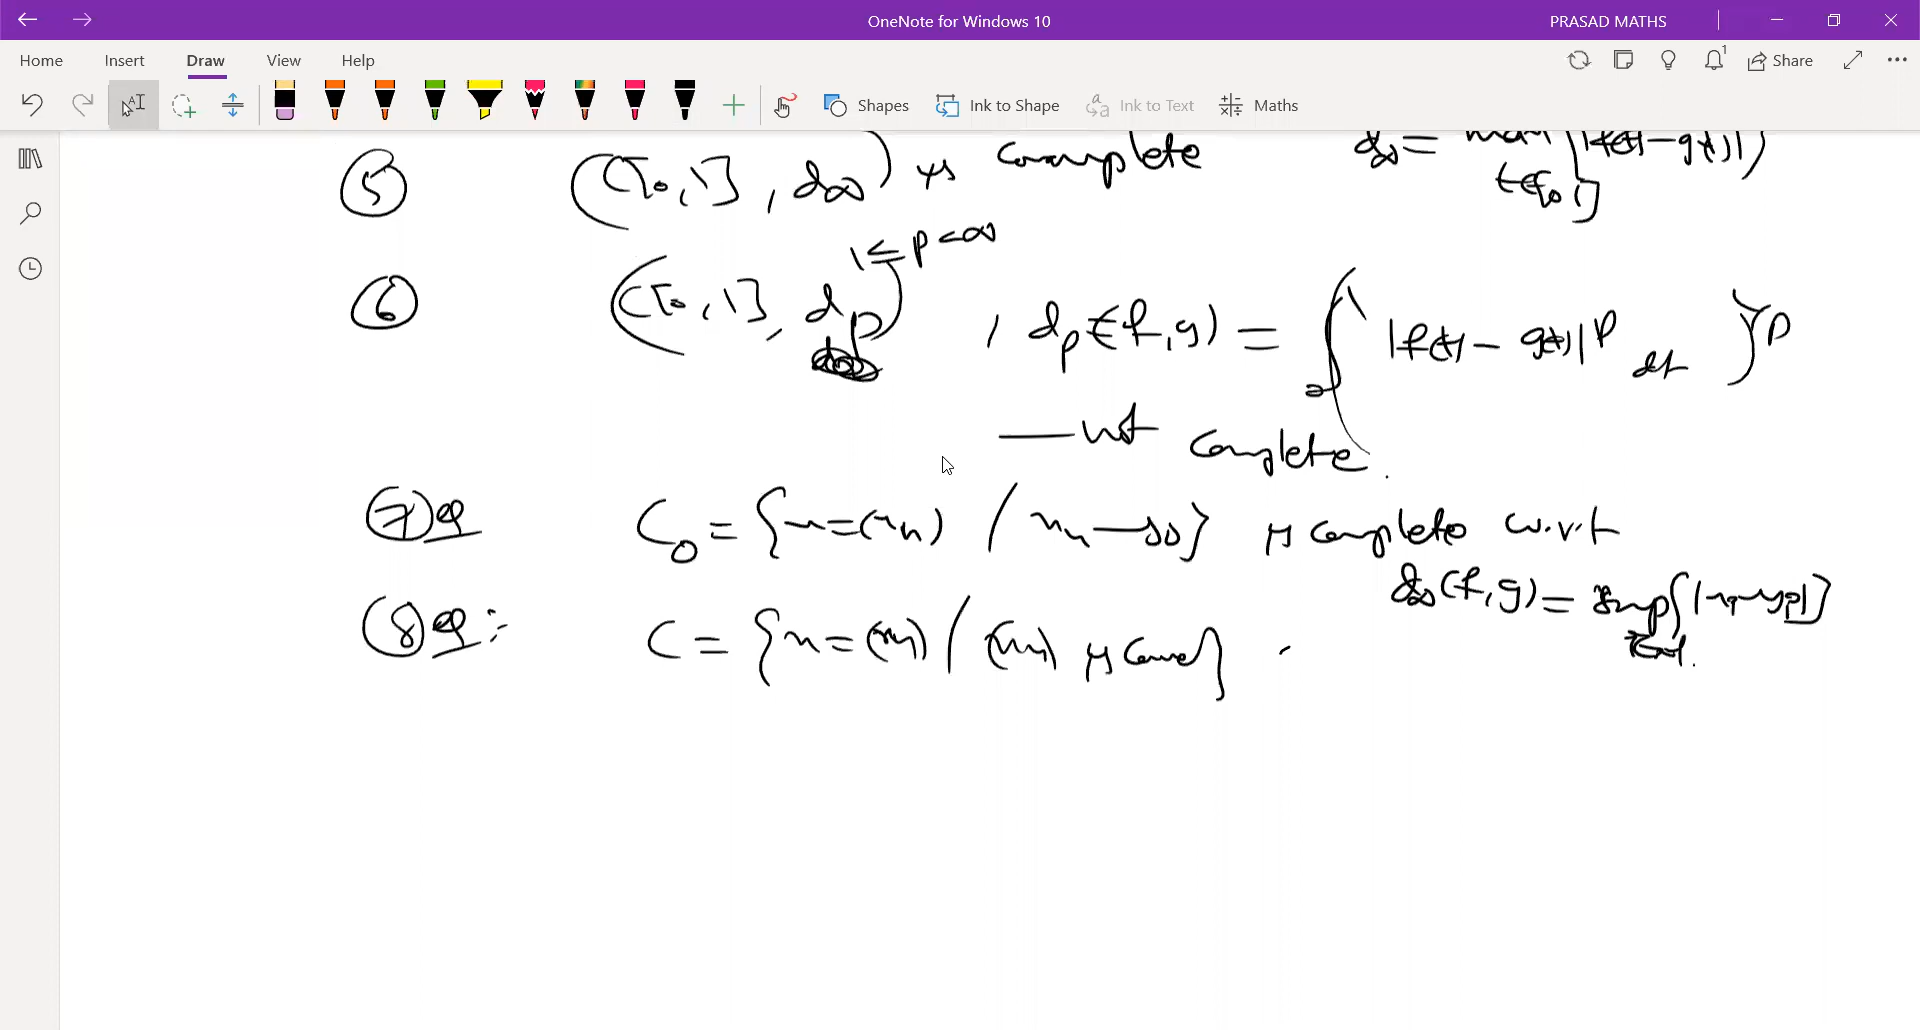 OneNote for Windows 10
PRASAD MATHS
Home Insert Draw View Help
Share
Shapes Ink to Shape Ink to Text Maths
5 (C[0,1], d∞) is complete d∞ = max |f(t)-g(t)|
t∈[0,1]
1≤p<∞
6 (C[0,1], dp) , dp(f,g) = ∫ |f(t) - g(t)|^p dt }^p
— not complete.
7 eg C0 = {x=(xn) / xn→0} is complete w.r.t
d∞(f,g) = sup{|xi-yi|}
8 eg: C = {x=(xn) / (xn) is conve}